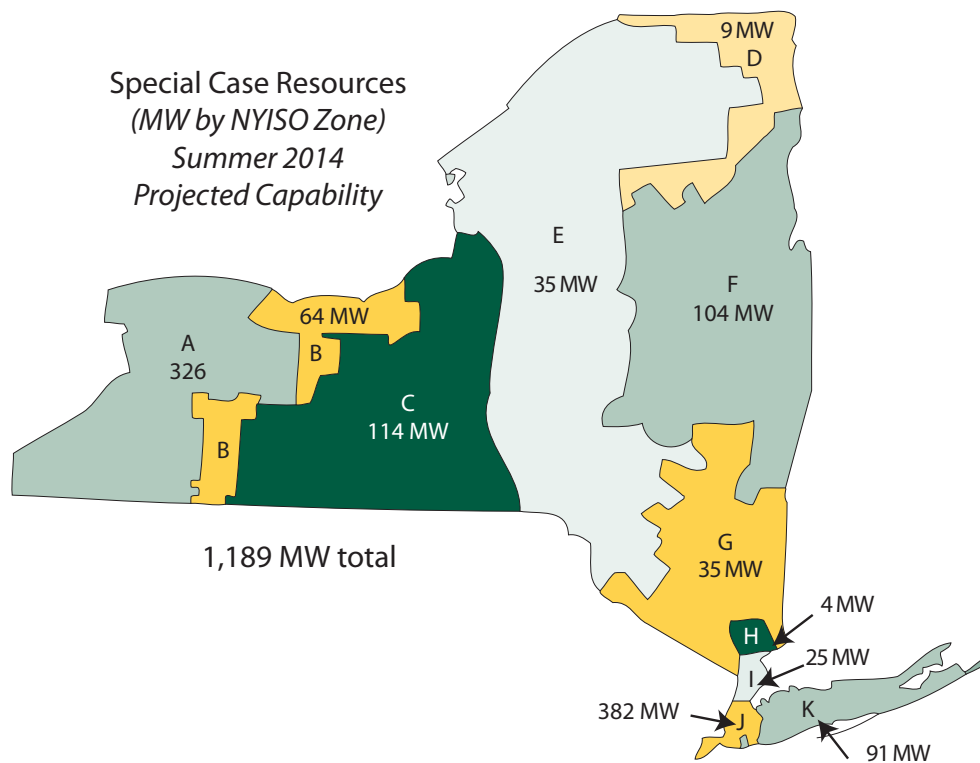 Special Case Resources
(MW by NYISO Zone)
Summer 2014
Projected Capability
9 MW
D
E
35 MW
F
104 MW
64 MW
B
A
326
C
114 MW
B
1,189 MW total
G
35 MW
4 MW
H
25 MW
I
382 MW
J
K
91 MW